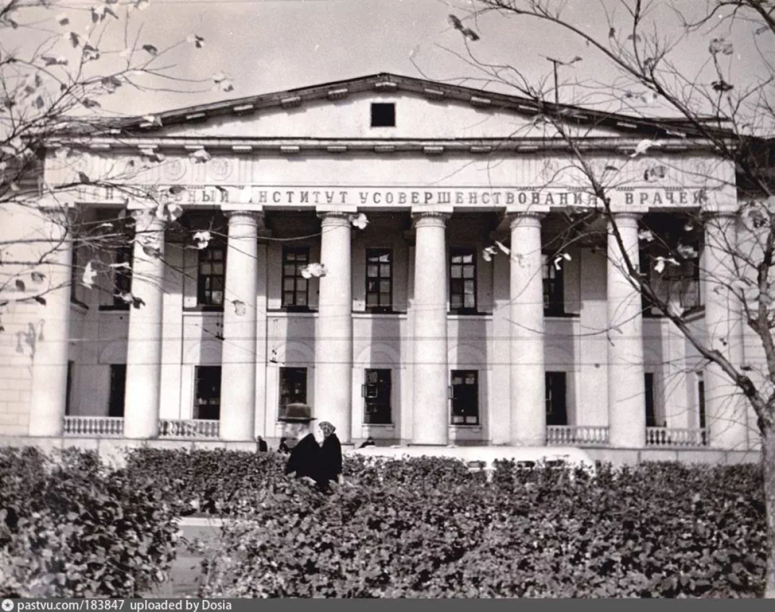 ИНСТИТУТ УСОВЕРШЕНСТВОВАНИЯ ВРАЧЕЙ
pastvu.com/183847 uploaded by Dosia